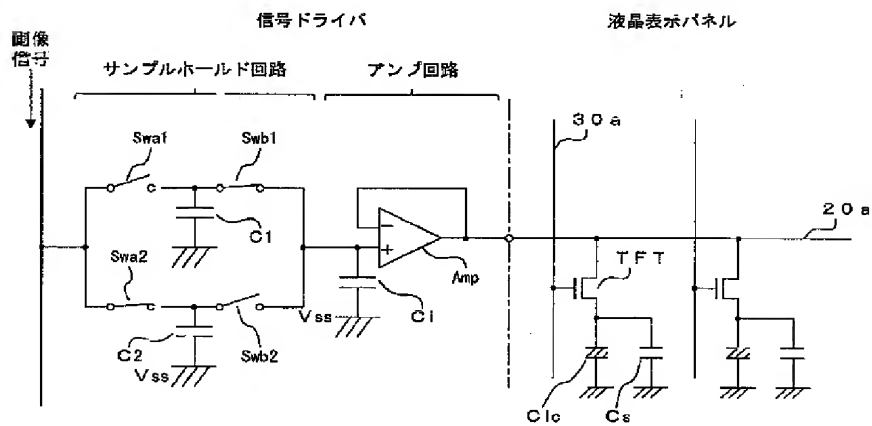 信号ドライバ
液晶表示パネル
画像
信号
サンプルホールド回路
アンプ回路
30a
Swa1
Swb1
C1
20a
Swa2
Amp
TFT
Vss
Ci
C2
Swb2
Vss
Clc
Cs